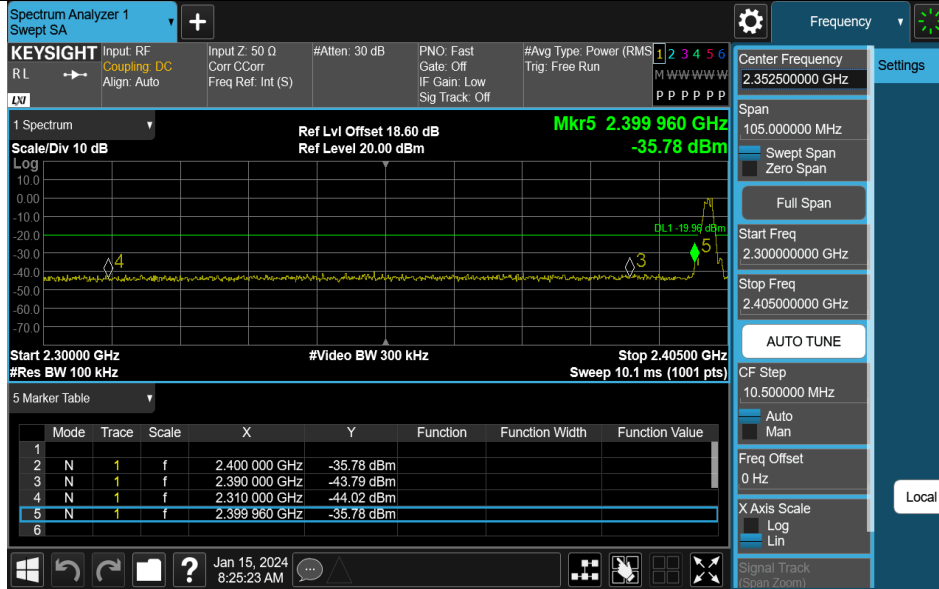 Spectrum Analyzer 1
Swept SA
+
Frequency
KEYSIGHT
RL
LXI
Input: RF
Coupling: DC
Align: Auto
Input Z: 50 Ω
Corr CCorr
Freq Ref: Int (S)
#Atten: 30 dB
PNO: Fast
Gate: Off
IF Gain: Low
Sig Track: Off
#Avg Type: Power (RMS
Trig: Free Run
1 2 3 4 5 6
M W W W W W
P P P P P P
1 Spectrum
Scale/Div 10 dB
Ref Lvl Offset 18.60 dB
Ref Level 20.00 dBm
Mkr5 2.399 960 GHz
-35.78 dBm
Log
10.0
0.00
-10.0
-20.0
-30.0
-40.0
-50.0
-60.0
-70.0
DL1 -19.96 dBm
4
3
5
Start 2.30000 GHz
#Video BW 300 kHz
Stop 2.40500 GHz
#Res BW 100 kHz
Sweep 10.1 ms (1001 pts)
5 Marker Table
Mode Trace Scale X Y Function Function Width Function Value
1
2 N 1 f 2.400 000 GHz -35.78 dBm
3 N 1 f 2.390 000 GHz -43.79 dBm
4 N 1 f 2.310 000 GHz -44.02 dBm
5 N 1 f 2.399 960 GHz -35.78 dBm
6
?
Jan 15, 2024
8:25:23 AM
Center Frequency
2.352500000 GHz
Span
105.000000 MHz
Swept Span
Zero Span
Full Span
Start Freq
2.300000000 GHz
Stop Freq
2.405000000 GHz
AUTO TUNE
CF Step
10.500000 MHz
Auto
Man
Freq Offset
0 Hz
X Axis Scale
Log
Lin
Signal Track
(Span Zoom)
Settings
Local